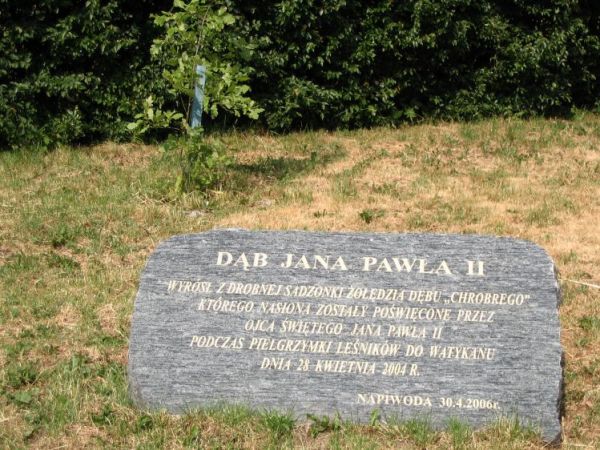 DĄB JANA PAWŁA II
WYRÓSŁ Z DROBNEJ SADZONKI ŻOŁĘDZIA DĘBU „CHROBREGO”
KTÓREGO NASIONA ZOSTAŁY POŚWIĘCONE PRZEZ
OJCA ŚWIĘTEGO JANA PAWŁA II
PODCZAS PIELGRZYMKI LEŚNIKÓW DO WATYKANU
DNIA 28 KWIETNIA 2004 R.
NAPIWODA 30.4.2006r.